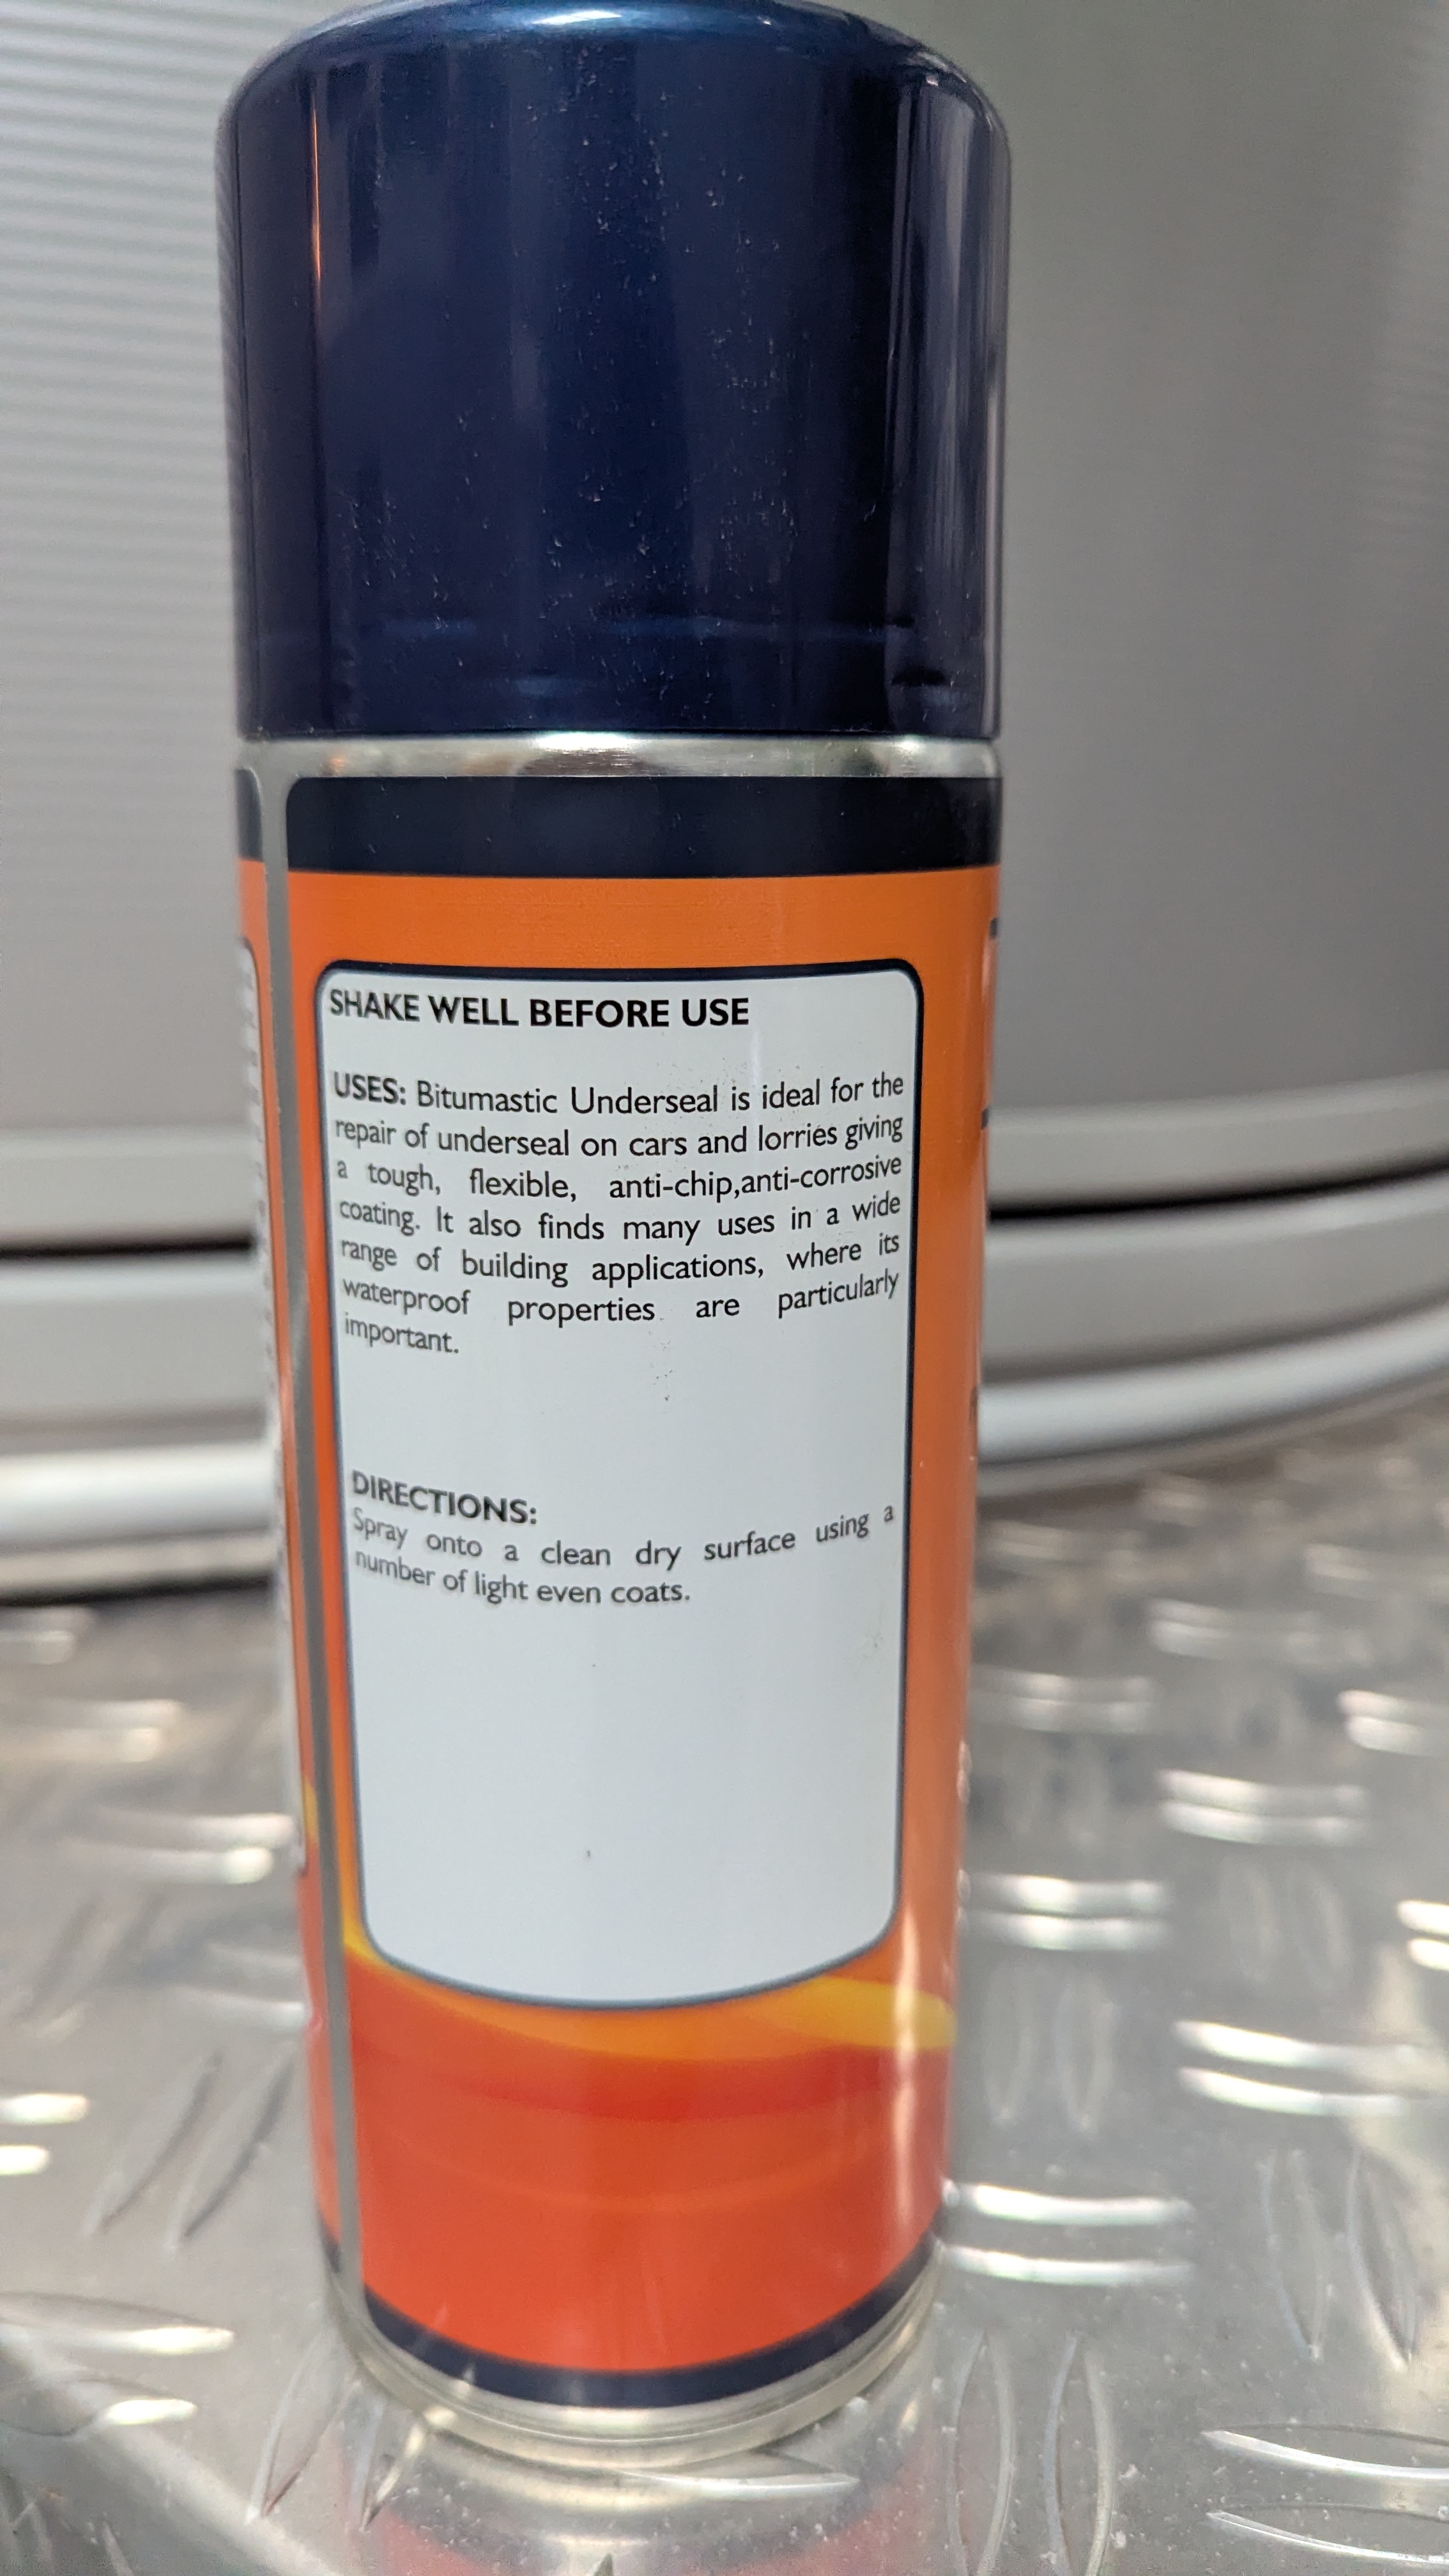 SHAKE WELL BEFORE USE
USES: Bitumastic Underseal is ideal for the
repair of underseal on cars and lorries giving
a tough, flexible, anti-chip,anti-corrosive
coating. It also finds many uses in a wide
range of building applications, where its
waterproof properties are particularly
important.
DIRECTIONS:
Spray onto a clean dry surface using a
number of light even coats.